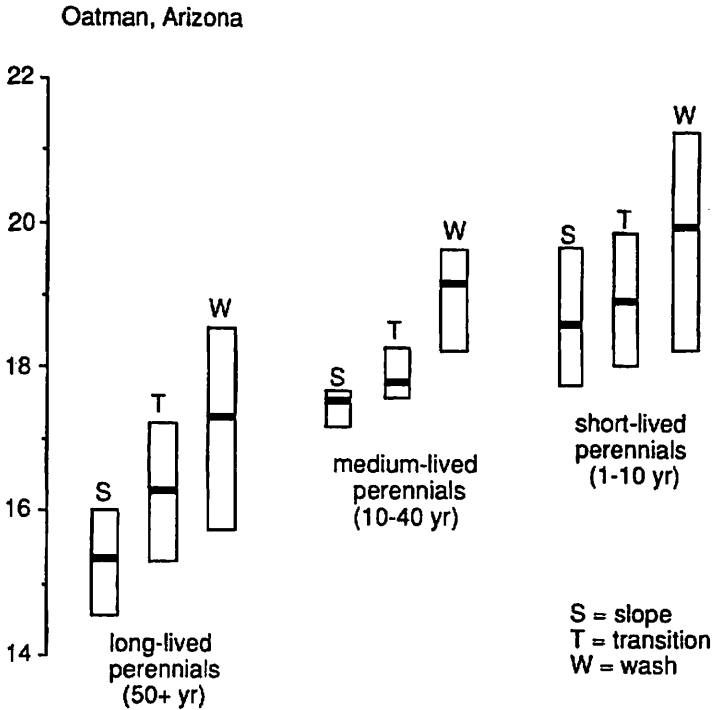 Oatman, Arizona
22
20
18
16
14
S
T
W
long-lived
perennials
(50+ yr)
S
T
W
medium-lived
perennials
(10-40 yr)
S
T
W
short-lived
perennials
(1-10 yr)
S = slope
T = transition
W = wash